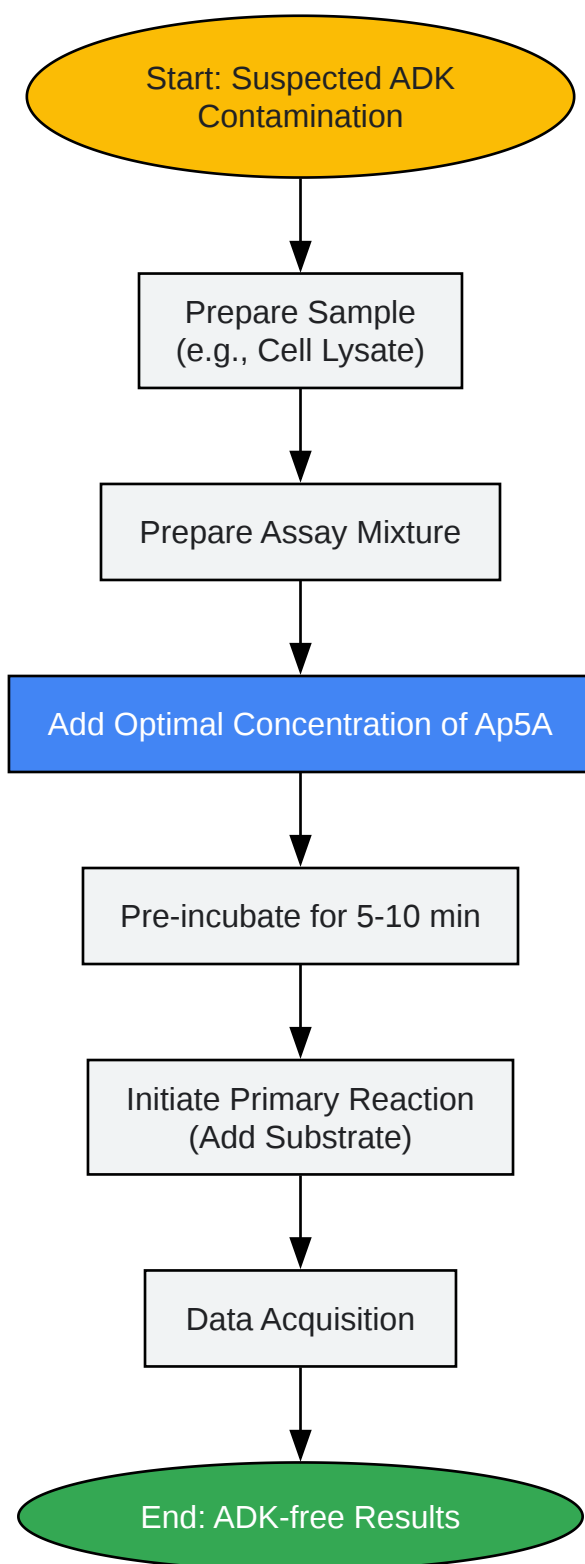 Start: Suspected ADK
Contamination
Prepare Sample
(e.g., Cell Lysate)
Prepare Assay Mixture
Add Optimal Concentration of Ap5A
Pre-incubate for 5-10 min
Initiate Primary Reaction
(Add Substrate)
Data Acquisition
End: ADK-free Results